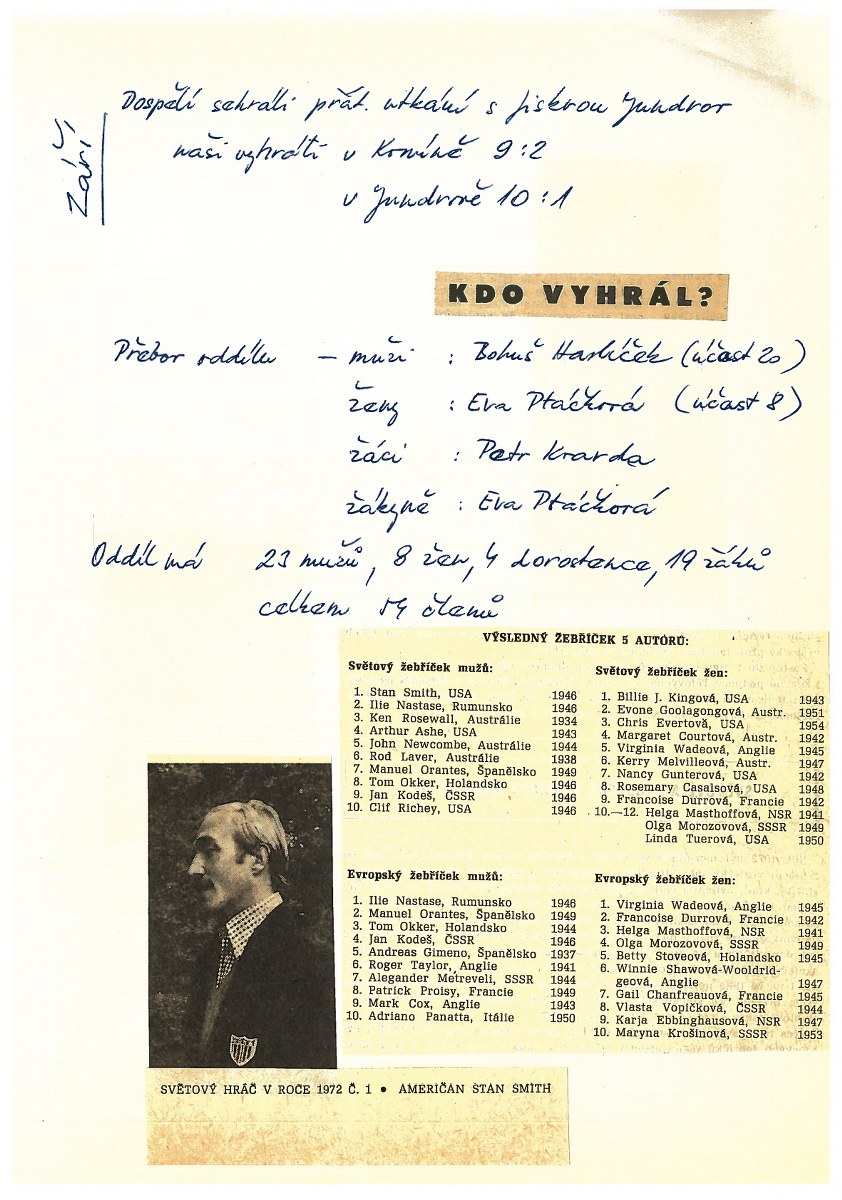 Září
Dospělí sehráli přát. utkání s Jiskrou Jundrov
naši vyhráli v Komíně 9:2
v Jundrově 10:1
KDO VYHRÁL?
Přebor oddílu – muži : Bohuš Havlíček (účast 20)
ženy : Eva Ptáčková (účast 8)
žáci : Petr Kravda
žákyně : Eva Ptáčková
Oddíl má 23 mužů, 8 žen, 4 dorostence, 19 žáků
celkem 54 členů
VÝSLEDNÝ ŽEBŘÍČEK 5 AUTORŮ:
Světový žebříček mužů:
1. Stan Smith, USA 1946
2. Ilie Nastase, Rumunsko 1946
3. Ken Rosewall, Austrálie 1934
4. Arthur Ashe, USA 1943
5. John Newcombe, Austrálie 1944
6. Rod Laver, Austrálie 1938
7. Manuel Orantes, Španělsko 1949
8. Tom Okker, Holandsko 1946
9. Jan Kodeš, ČSSR 1946
10. Clif Richey, USA 1946
Světový žebříček žen:
1. Billie J. Kingová, USA 1943
2. Evone Goolagongová, Austr. 1951
3. Chris Evertová, USA 1954
4. Margaret Courtová, Austr. 1942
5. Virginia Wadeová, Anglie 1945
6. Kerry Melvilleová, Austr. 1947
7. Nancy Gunterová, USA 1942
8. Rosemary Casalsová, USA 1948
9. Francoise Durrová, Francie 1942
10.—12. Helga Masthoffová, NSR 1941
Olga Morozovová, SSSR 1949
Linda Tuerová, USA 1950
Evropský žebříček mužů:
1. Ilie Nastase, Rumunsko 1946
2. Manuel Orantes, Španělsko 1949
3. Tom Okker, Holandsko 1944
4. Jan Kodeš, ČSSR 1946
5. Andreas Gimeno, Španělsko 1937
6. Roger Taylor, Anglie 1941
7. Alegander Metreveli, SSSR 1944
8. Patrick Proisy, Francie 1949
9. Mark Cox, Anglie 1943
10. Adriano Panatta, Itálie 1950
Evropský žebříček žen:
1. Virginia Wadeová, Anglie 1945
2. Francoise Durrová, Francie 1942
3. Helga Masthoffová, NSR 1941
4. Olga Morozovová, SSSR 1949
5. Betty Stoveová, Holandsko 1945
6. Winnie Shawová-Wooldrid-
geová, Anglie 1947
7. Gail Chanfreauová, Francie 1945
8. Vlasta Vopičková, ČSSR 1944
9. Karja Ebbinghausová, NSR 1947
10. Maryna Krošinová, SSSR 1953
SVĚTOVÝ HRÁČ V ROCE 1972 Č. 1 • AMERIČAN STAN SMITH